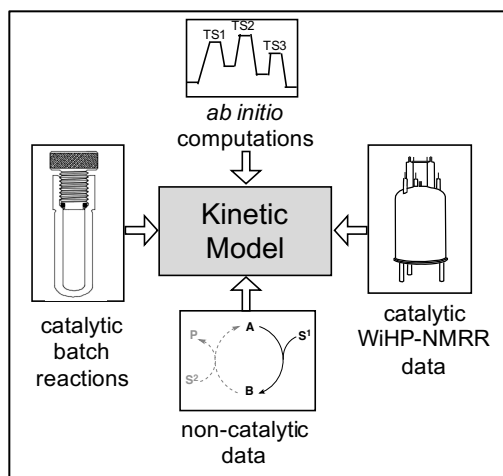 TS1 TS2 TS3
ab initio
computations
Kinetic
Model
catalytic
batch
reactions
catalytic
WiHP-NMRR
data
P A S¹
S² B
non-catalytic
data